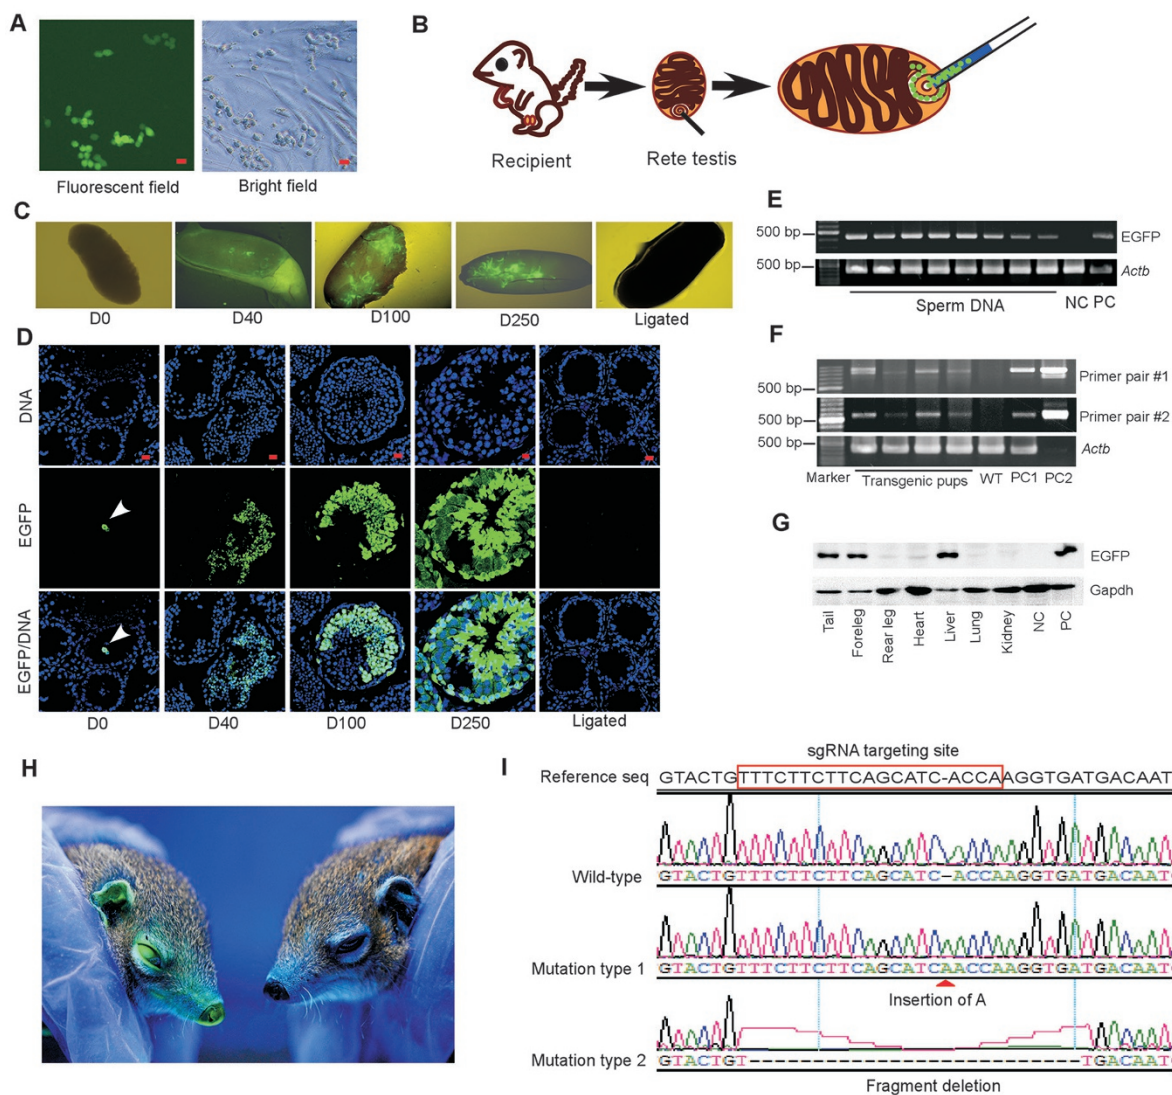 A
Fluorescent field
Bright field
B
Recipient
Rete testis
C
D0
D40
D100
D250
Ligated
D
DNA
EGFP
EGFP/DNA
D0
D40
D100
D250
Ligated
E
500 bp
EGFP
500 bp
Actb
Sperm DNA
NC PC
F
500 bp
Primer pair #1
500 bp
Primer pair #2
500 bp
Actb
Marker
Transgenic pups
WT
PC1
PC2
G
EGFP
Gapdh
Tail
Foreleg
Rear leg
Heart
Liver
Lung
Kidney
NC
PC
H
I
sgRNA targeting site
Reference seq GTACTGTTTCTTCTTCAGCATC-ACCAAGGTGATGACAAT
Wild-type GTACTGTTTCTTCTTCAGCATC-ACCAAGGTGATGACAAT
Mutation type 1 GTACTGTTTCTTCTTCAGCATCAACCAAGGTGATGACAAT
Insertion of A
Mutation type 2 GTACTGT--------------------------TGACAAT
Fragment deletion